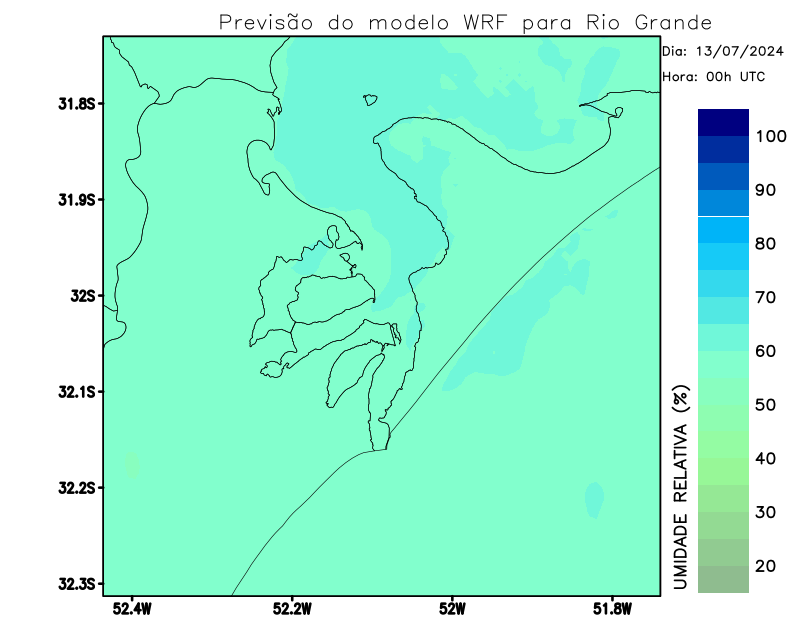 Previsão do modelo WRF para Rio Grande
Dia: 13/07/2024
Hora: 00h UTC
31.8S
31.9S
32S
32.1S
32.2S
32.3S
52.4W
52.2W
52W
51.8W
100
90
80
70
60
50
40
30
20
UMIDADE RELATIVA (%)